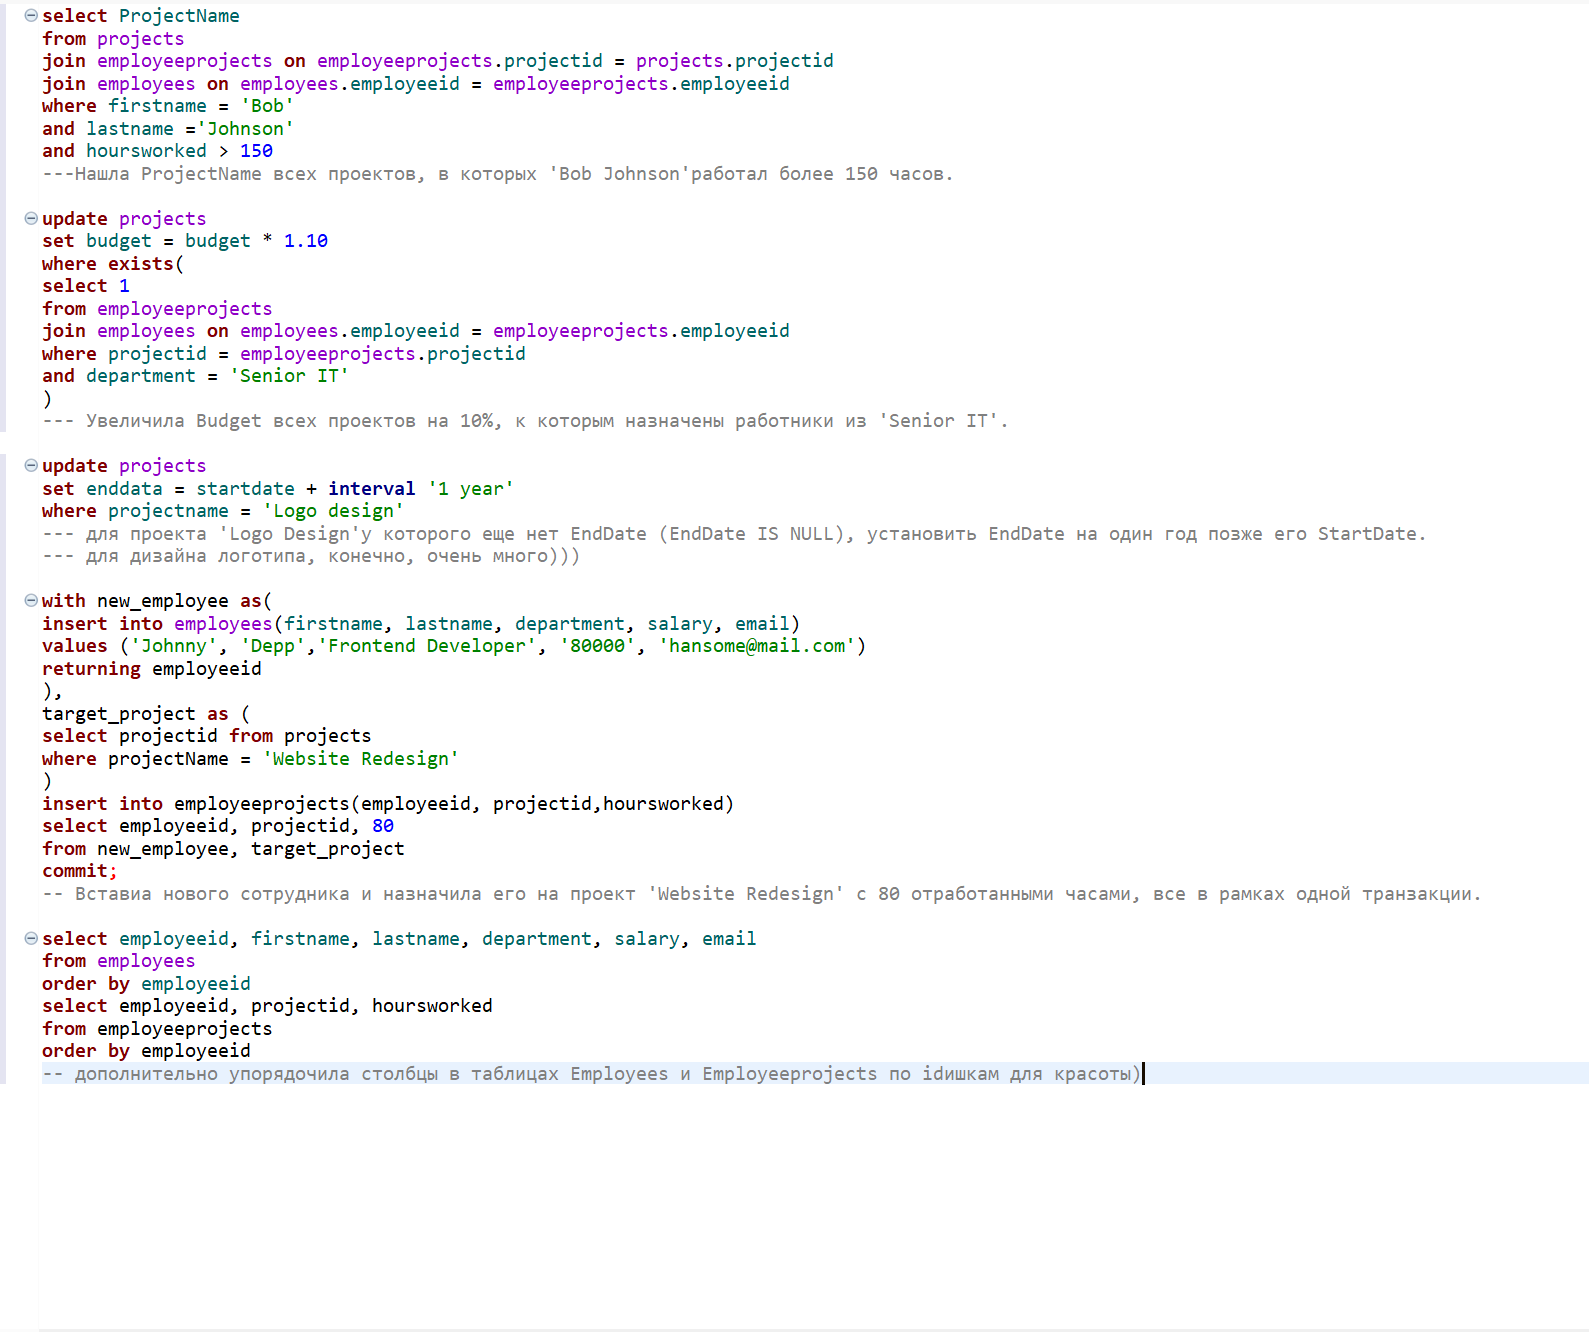 select ProjectName
from projects
join employeeprojects on employeeprojects.projectid = projects.projectid
join employees on employees.employeeid = employeeprojects.employeeid
where firstname = 'Bob'
and lastname ='Johnson'
and hoursworked > 150
---Нашла ProjectName всех проектов, в которых 'Bob Johnson'работал более 150 часов.
update projects
set budget = budget * 1.10
where exists(
select 1
from employeeprojects
join employees on employees.employeeid = employeeprojects.employeeid
where projectid = employeeprojects.projectid
and department = 'Senior IT'
)
--- Увеличила Budget всех проектов на 10%, к которым назначены работники из 'Senior IT'.
update projects
set enddata = startdate + interval '1 year'
where projectname = 'Logo design'
--- для проекта 'Logo Design'у которого еще нет EndDate (EndDate IS NULL), установить EndDate на один год позже его StartDate.
--- для дизайна логотипа, конечно, очень много)))
with new_employee as(
insert into employees(firstname, lastname, department, salary, email)
values ('Johnny', 'Depp','Frontend Developer', '80000', 'hansome@mail.com')
returning employeeid
),
target_project as (
select projectid from projects
where projectName = 'Website Redesign'
)
insert into employeeprojects(employeeid, projectid,hoursworked)
select employeeid, projectid, 80
from new_employee, target_project
commit;
-- Вставиа нового сотрудника и назначила его на проект 'Website Redesign' с 80 отработанными часами, все в рамках одной транзакции.
select employeeid, firstname, lastname, department, salary, email
from employees
order by employeeid
select employeeid, projectid, hoursworked
from employeeprojects
order by employeeid
-- дополнительно упорядочила столбцы в таблицах Employees и Employeeprojects по idишкам для красоты)